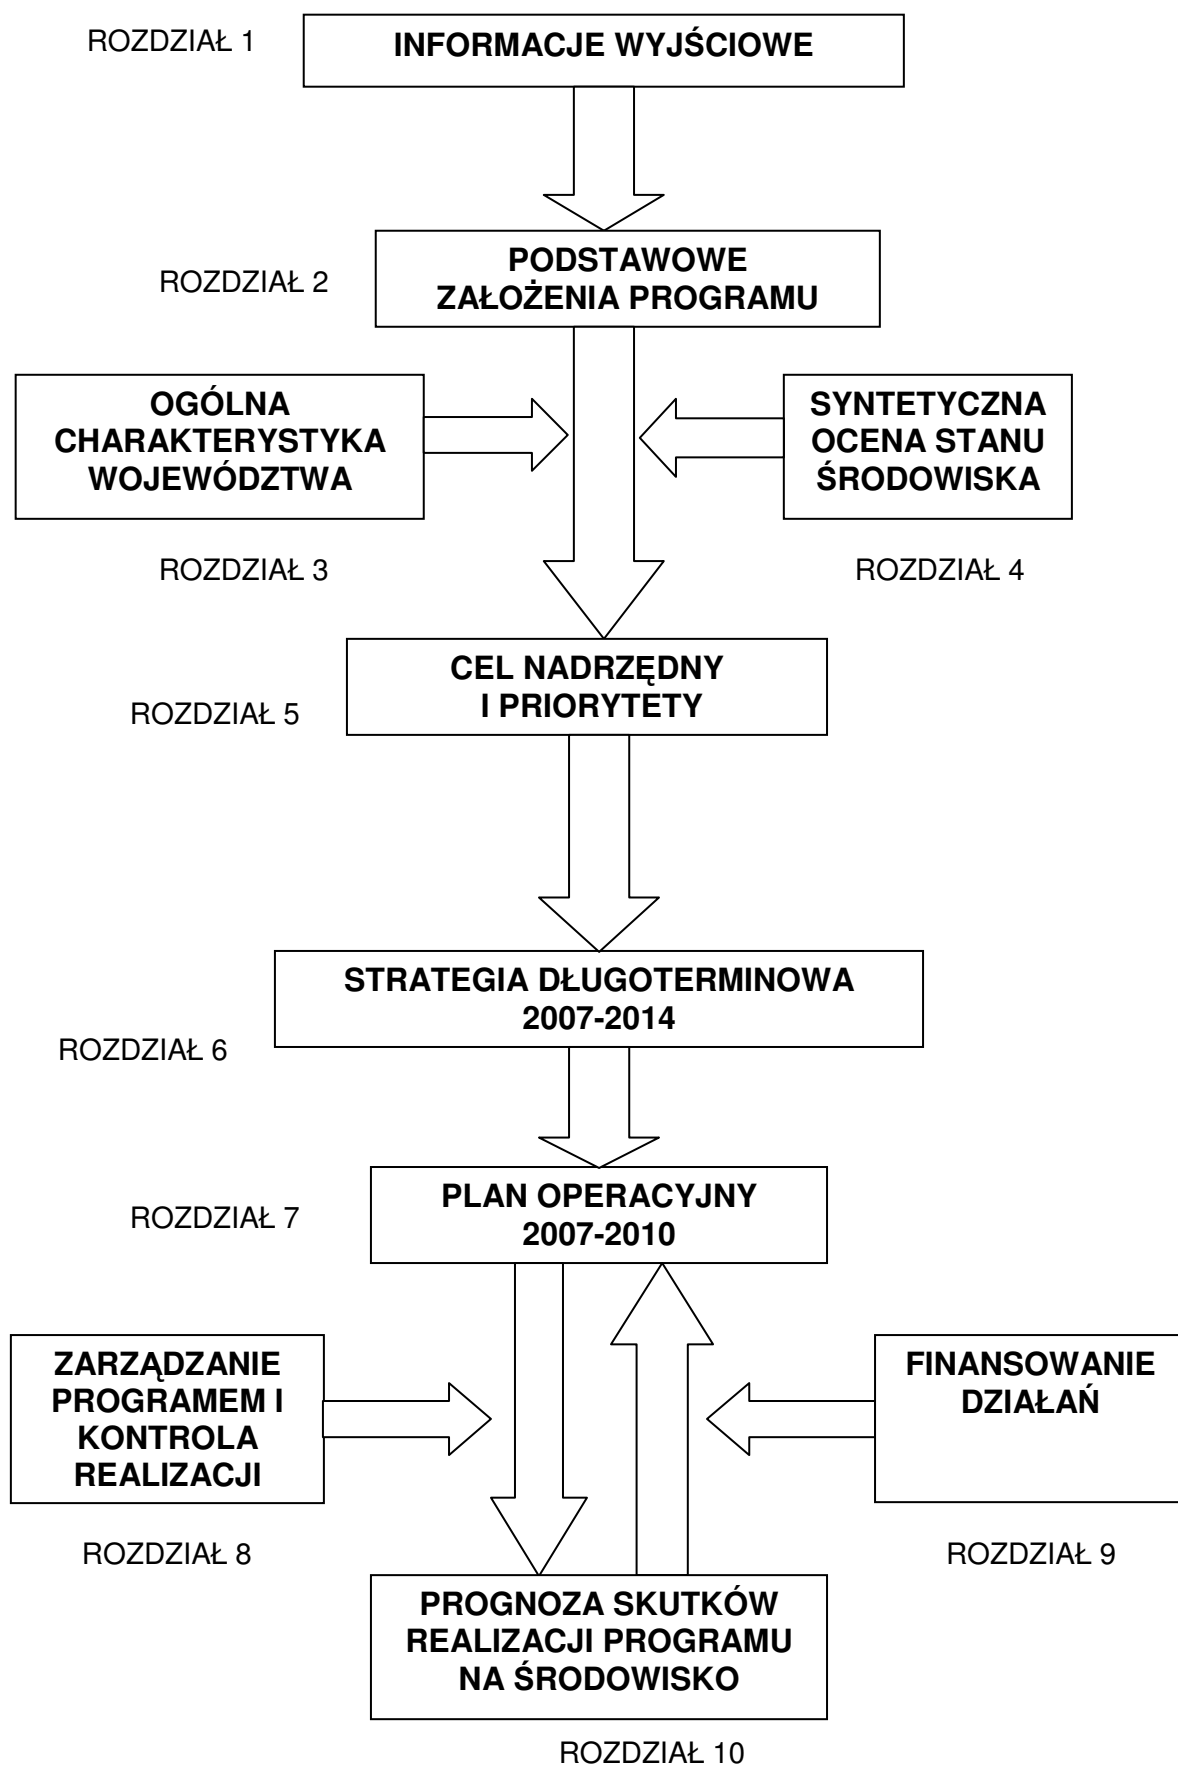 ROZDZIAŁ 1
INFORMACJE WYJŚCIOWE
PODSTAWOWE
ZAŁOŻENIA PROGRAMU
ROZDZIAŁ 2
OGÓLNA
CHARAKTERYSTYKA
WOJEWÓDZTWA
SYNTETYCZNA
OCENA STANU
ŚRODOWISKA
ROZDZIAŁ 3
ROZDZIAŁ 4
CEL NADRZĘDNY
I PRIORYTETY
ROZDZIAŁ 5
STRATEGIA DŁUGOTERMINOWA
2007-2014
ROZDZIAŁ 6
PLAN OPERACYJNY
2007-2010
ROZDZIAŁ 7
ZARZĄDZANIE
PROGRAMEM I
KONTROLA
REALIZACJI
FINANSOWANIE
DZIAŁAŃ
ROZDZIAŁ 8
ROZDZIAŁ 9
PROGNOZA SKUTKÓW
REALIZACJI PROGRAMU
NA ŚRODOWISKO
ROZDZIAŁ 10